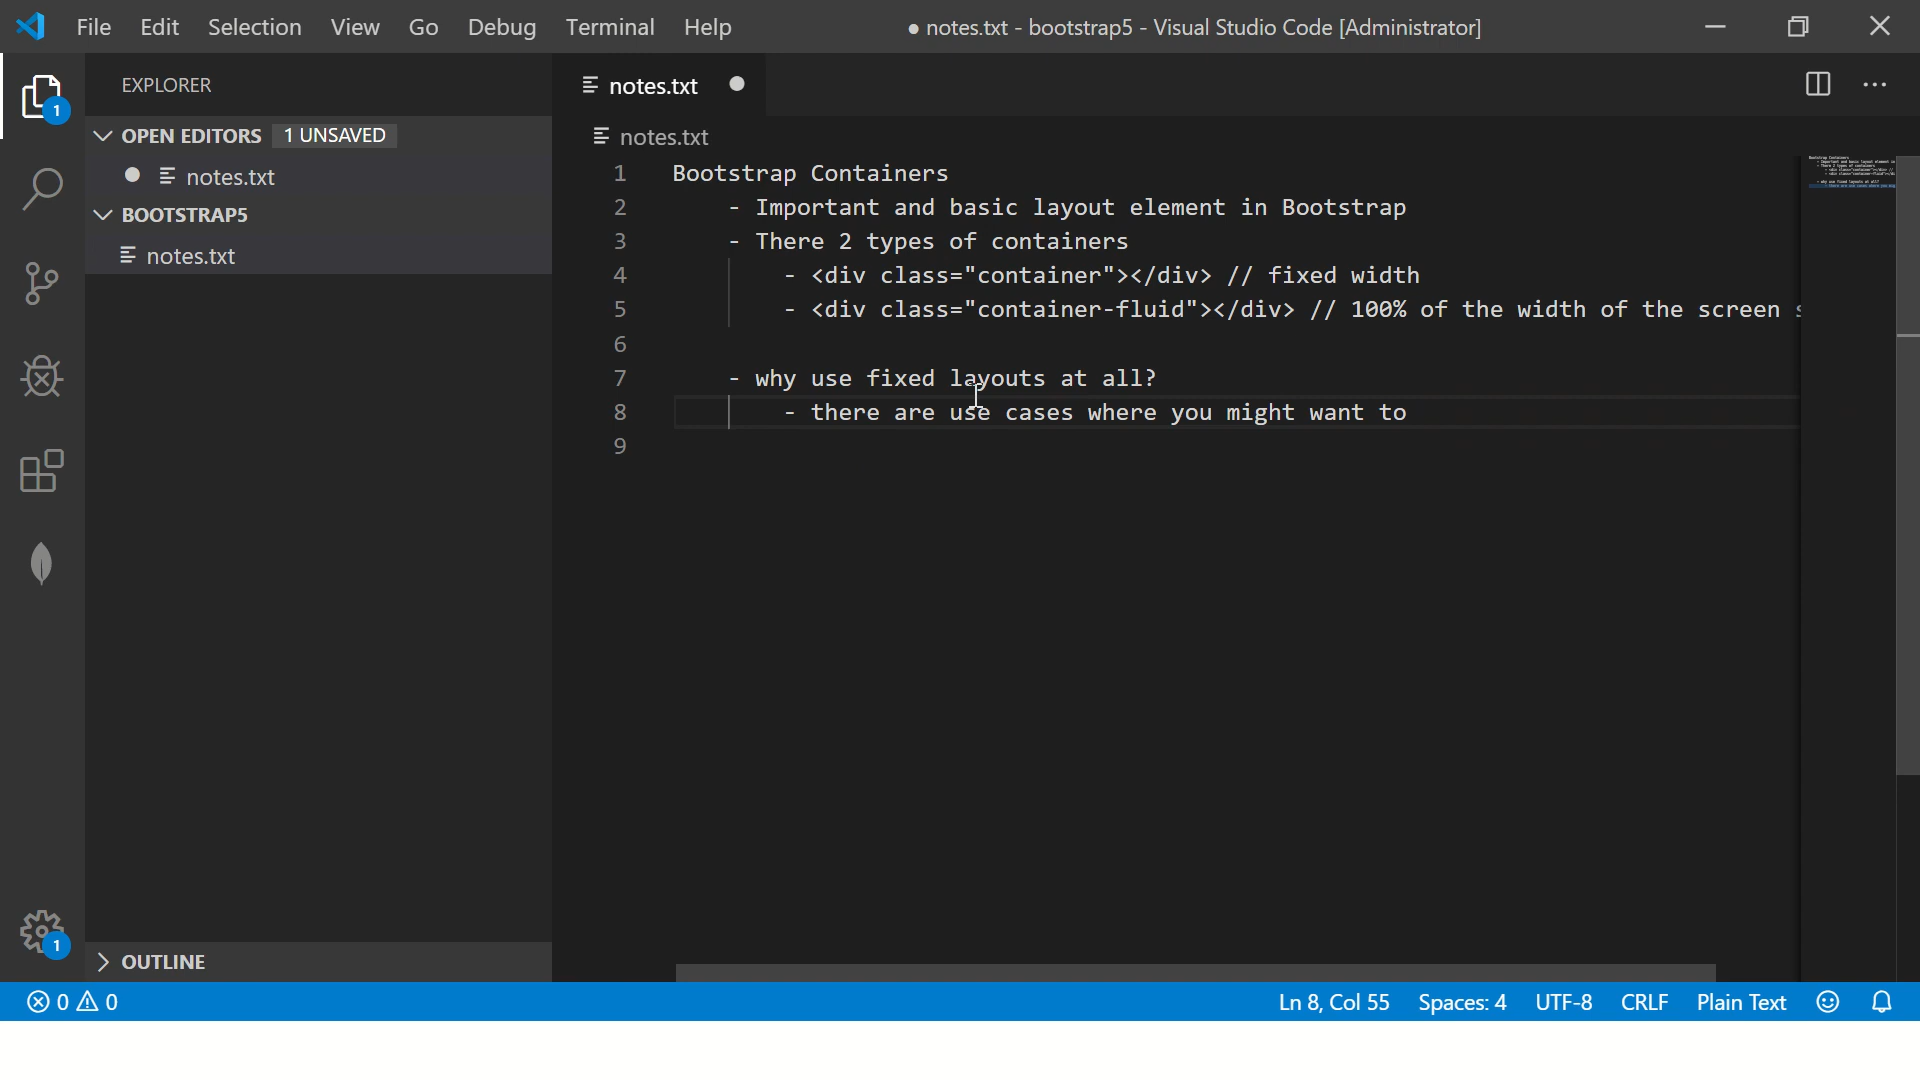 File Edit Selection View Go Debug Terminal Help ● notes.txt - bootstrap5 - Visual Studio Code [Administrator]
EXPLORER
1
OPEN EDITORS 1 UNSAVED
notes.txt
BOOTSTRAP5
notes.txt
OUTLINE
1
notes.txt
notes.txt
1 Bootstrap Containers
2 - Important and basic layout element in Bootstrap
3 - There 2 types of containers
4 - <div class="container"></div> // fixed width
5 - <div class="container-fluid"></div> // 100% of the width of the screen
6
7 - why use fixed layouts at all?
8 - there are use cases where you might want to
9
0 0 Ln 8, Col 55 Spaces: 4 UTF-8 CRLF Plain Text